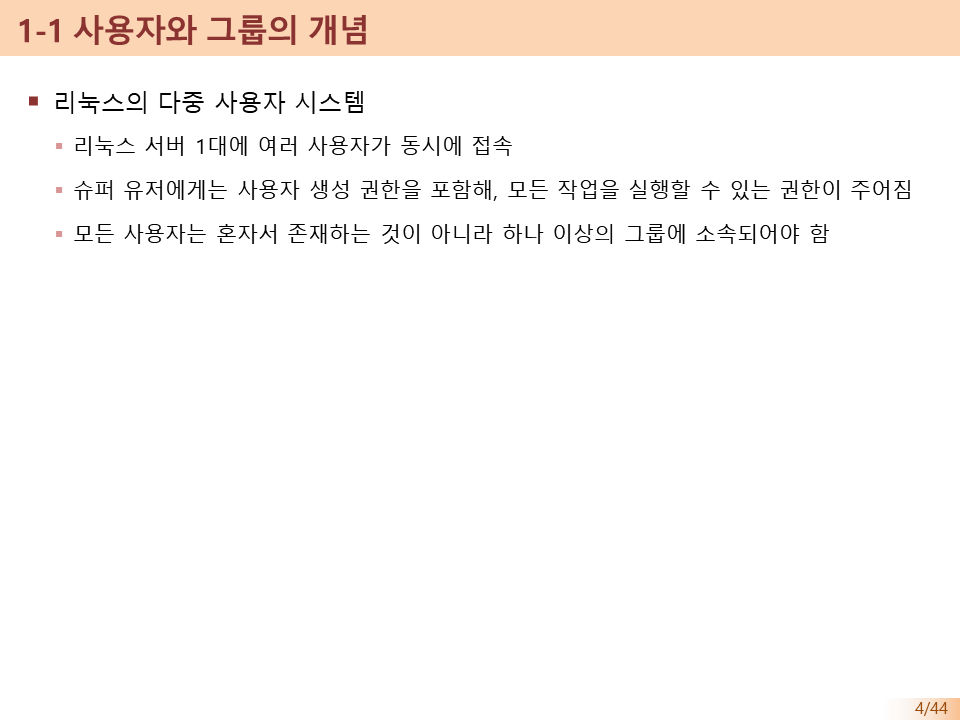 1-1 사용자와 그룹의 개념
리눅스의 다중 사용자 시스템
리눅스 서버 1대에 여러 사용자가 동시에 접속
슈퍼 유저에게는 사용자 생성 권한을 포함해, 모든 작업을 실행할 수 있는 권한이 주어짐
모든 사용자는 혼자서 존재하는 것이 아니라 하나 이상의 그룹에 소속되어야 함
4/44